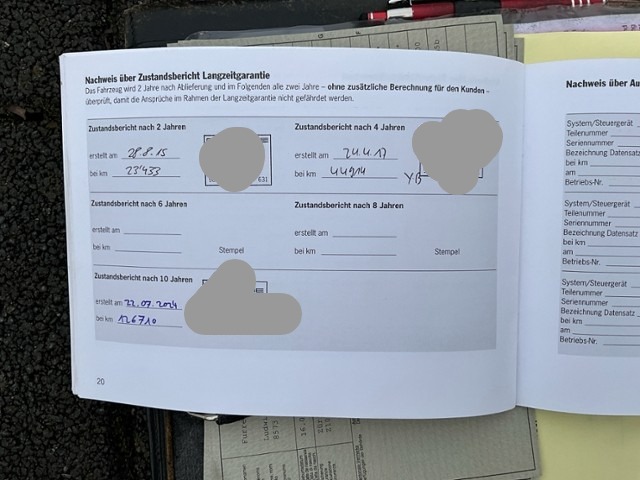 Nachweis über Zustandsbericht Langzeitgarantie
Das Fahrzeug wird 2 Jahre nach Ablieferung und im Folgenden alle zwei Jahre – ohne zusätzliche Berechnung für den Kunden –
überprüft, damit die Ansprüche im Rahmen der Langzeitgarantie nicht gefährdet werden.
Zustandsbericht nach 2 Jahren
erstellt am 28.8.15
bei km 23'433
631
Zustandsbericht nach 4 Jahren
erstellt am 24.4.17
bei km 44914
YB
Zustandsbericht nach 6 Jahren
erstellt am
bei km
Stempel
Zustandsbericht nach 8 Jahren
erstellt am
bei km
Stempel
Zustandsbericht nach 10 Jahren
erstellt am 22.07.2024
bei km 126710
20
Nachweis über Au
System/Steuergerät
Teilenummer
Seriennummer
Bezeichnung Datensatz
bei km
am
Betriebs-Nr.
System/Steuergerät
Teilenummer
Seriennummer
Bezeichnung Datensatz
bei km
am
Betriebs-Nr.
System/Steuergerät
Teilenummer
Seriennummer
Bezeichnung Datensatz
bei km
am
Betriebs-Nr.